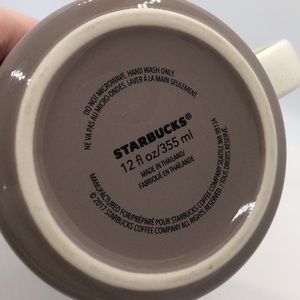 DO NOT MICROWAVE. HAND WASH ONLY.
NE VA PAS AU MICRO-ONDES. LAVER À LA MAIN SEULEMENT.
STARBUCKS®
12 fl oz/355 ml
MADE IN THAILAND/
FABRIQUÉ EN THAÏLANDE
MANUFACTURED FOR/PRÉPARÉ POUR STARBUCKS COFFEE COMPANY, SEATTLE WA 98134
© 2017 STARBUCKS COFFEE COMPANY. ALL RIGHTS RESERVED. / TOUS DROITS RÉSERVÉ.